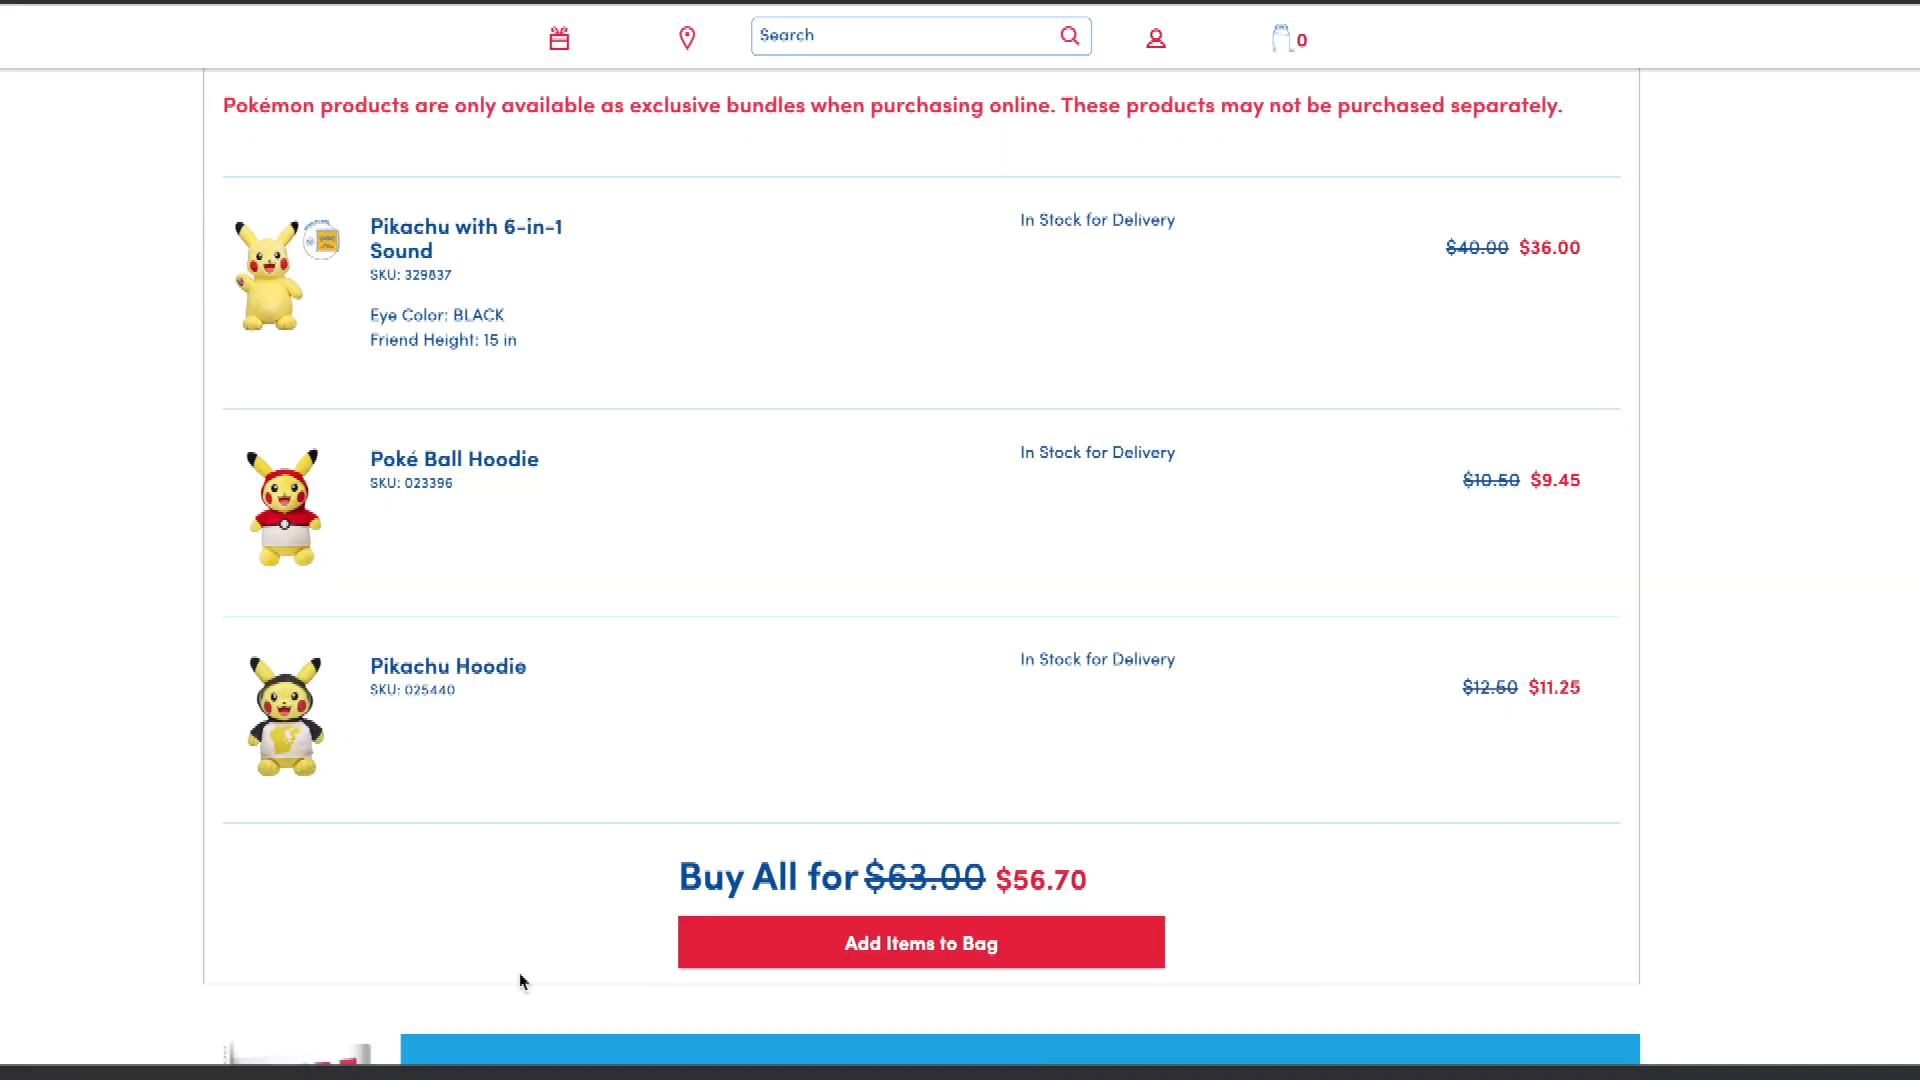 Search
0
Pokémon products are only available as exclusive bundles when purchasing online. These products may not be purchased separately.
Pikachu with 6-in-1
Sound
SKU: 329837
Eye Color: BLACK
Friend Height: 15 in
In Stock for Delivery
$40.00 $36.00
Poké Ball Hoodie
SKU: 023396
In Stock for Delivery
$10.50 $9.45
Pikachu Hoodie
SKU: 025440
In Stock for Delivery
$12.50 $11.25
Buy All for $63.00 $56.70
Add Items to Bag